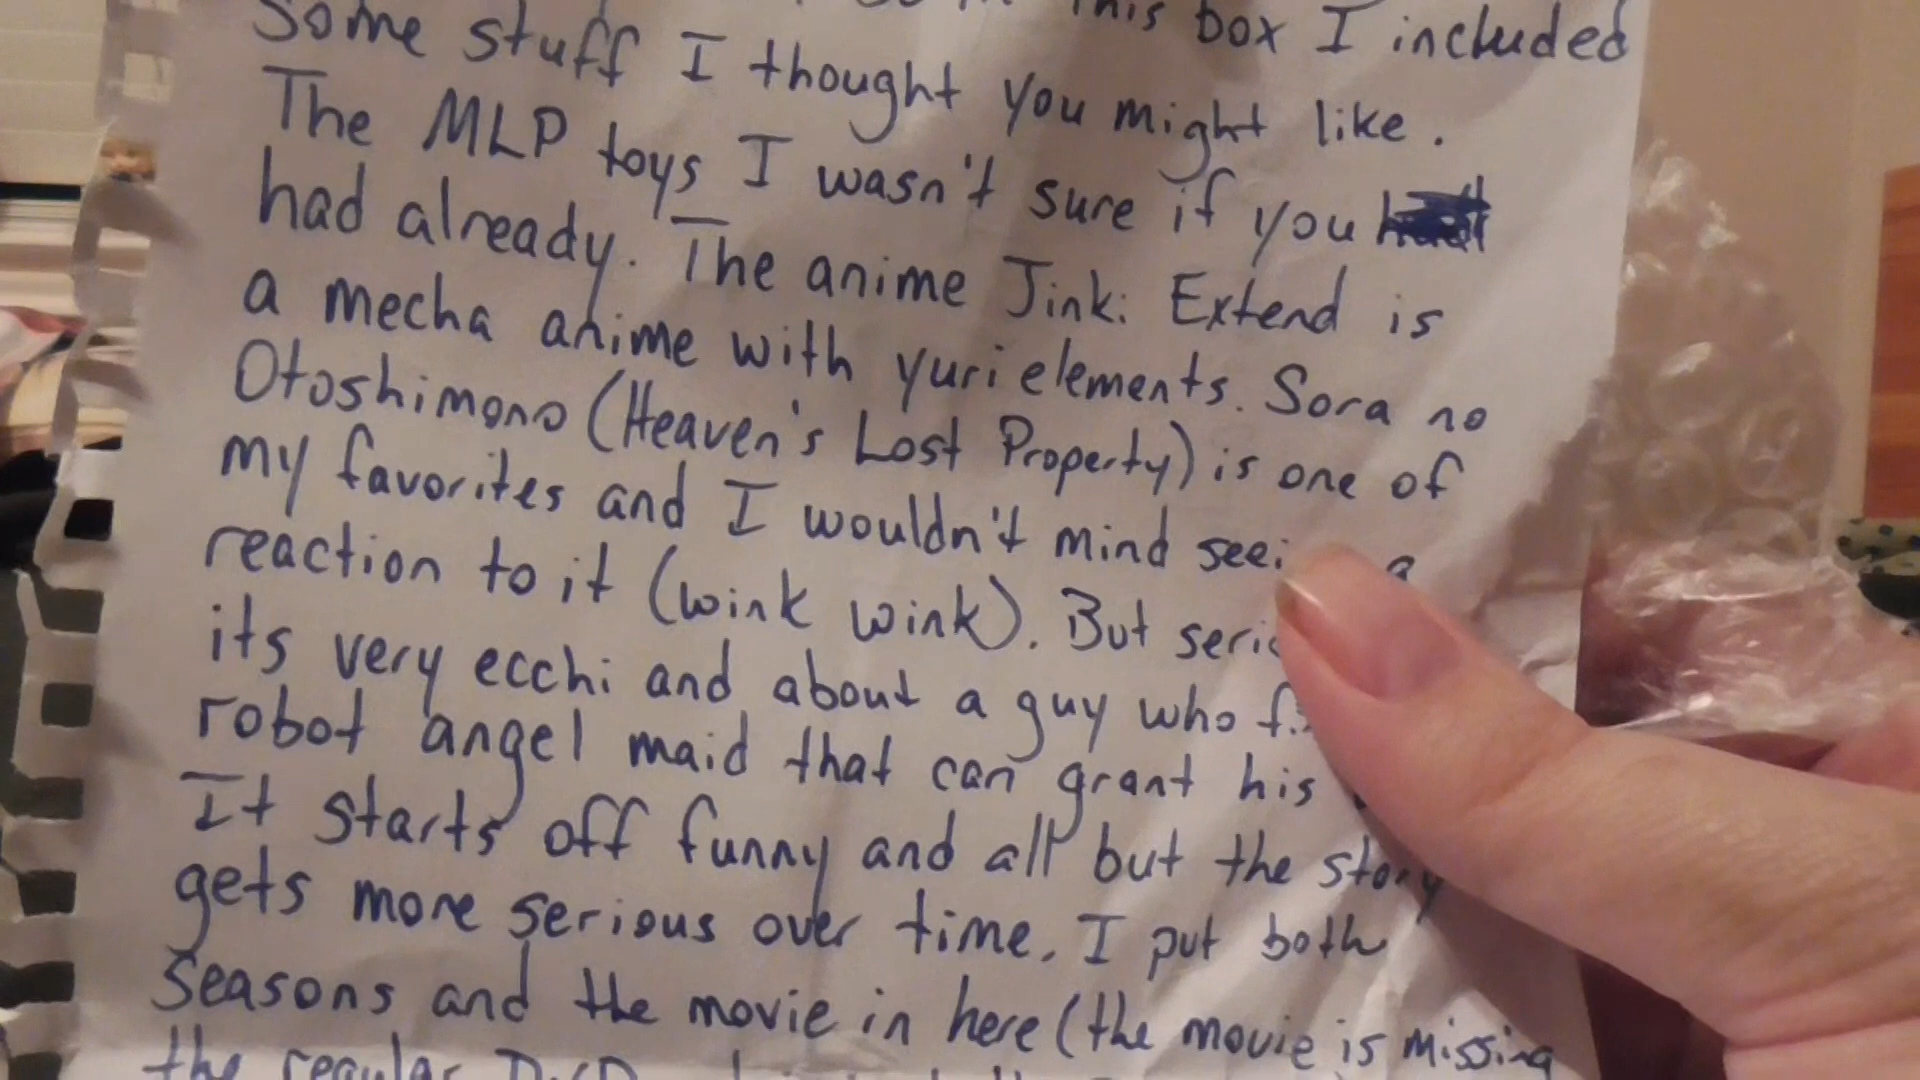 this box I included
Some stuff I thought you might like.
The MLP toys I wasn't sure if you
had already. The anime Jinki: Extend is
a mecha anime with yuri elements. Sora no
Otoshimono (Heaven's Lost Property) is one of
my favorites and I wouldn't mind a
reaction to it (wink wink). But
its very ecchi and about a guy who
robot angel maid that can grant his
It starts off funny and all but the story
gets more serious over time. I put both
Seasons and the movie in here (the movie is missing
the regular